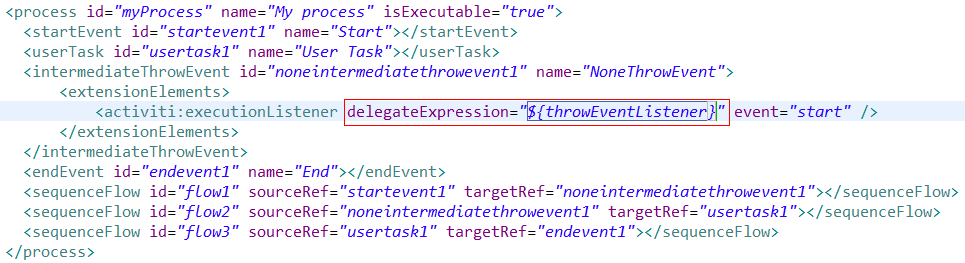 <process id="myProcess" name="My process" isExecutable="true">
<startEvent id="startevent1" name="Start"></startEvent>
<userTask id="usertask1" name="User Task"></userTask>
<intermediateThrowEvent id="noneintermediatethrowevent1" name="NoneThrowEvent">
<extensionElements>
<activiti:executionListener delegateExpression="${throwEventListener}" event="start" />
</extensionElements>
</intermediateThrowEvent>
<endEvent id="endevent1" name="End"></endEvent>
<sequenceFlow id="flow1" sourceRef="startevent1" targetRef="noneintermediatethrowevent1"></sequenceFlow>
<sequenceFlow id="flow2" sourceRef="noneintermediatethrowevent1" targetRef="usertask1"></sequenceFlow>
<sequenceFlow id="flow3" sourceRef="usertask1" targetRef="endevent1"></sequenceFlow>
</process>